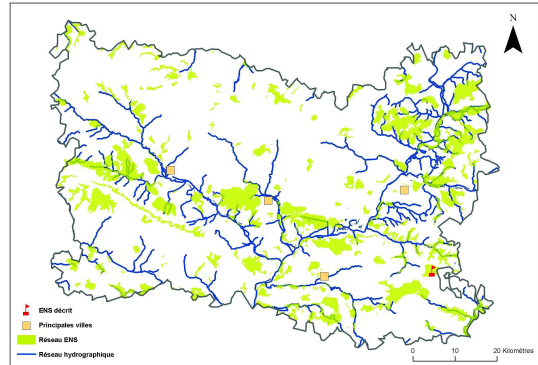 N
ENS décrit
Principales villes
Réseau ENS
Réseau hydrographique
0 10 20 Kilomètres